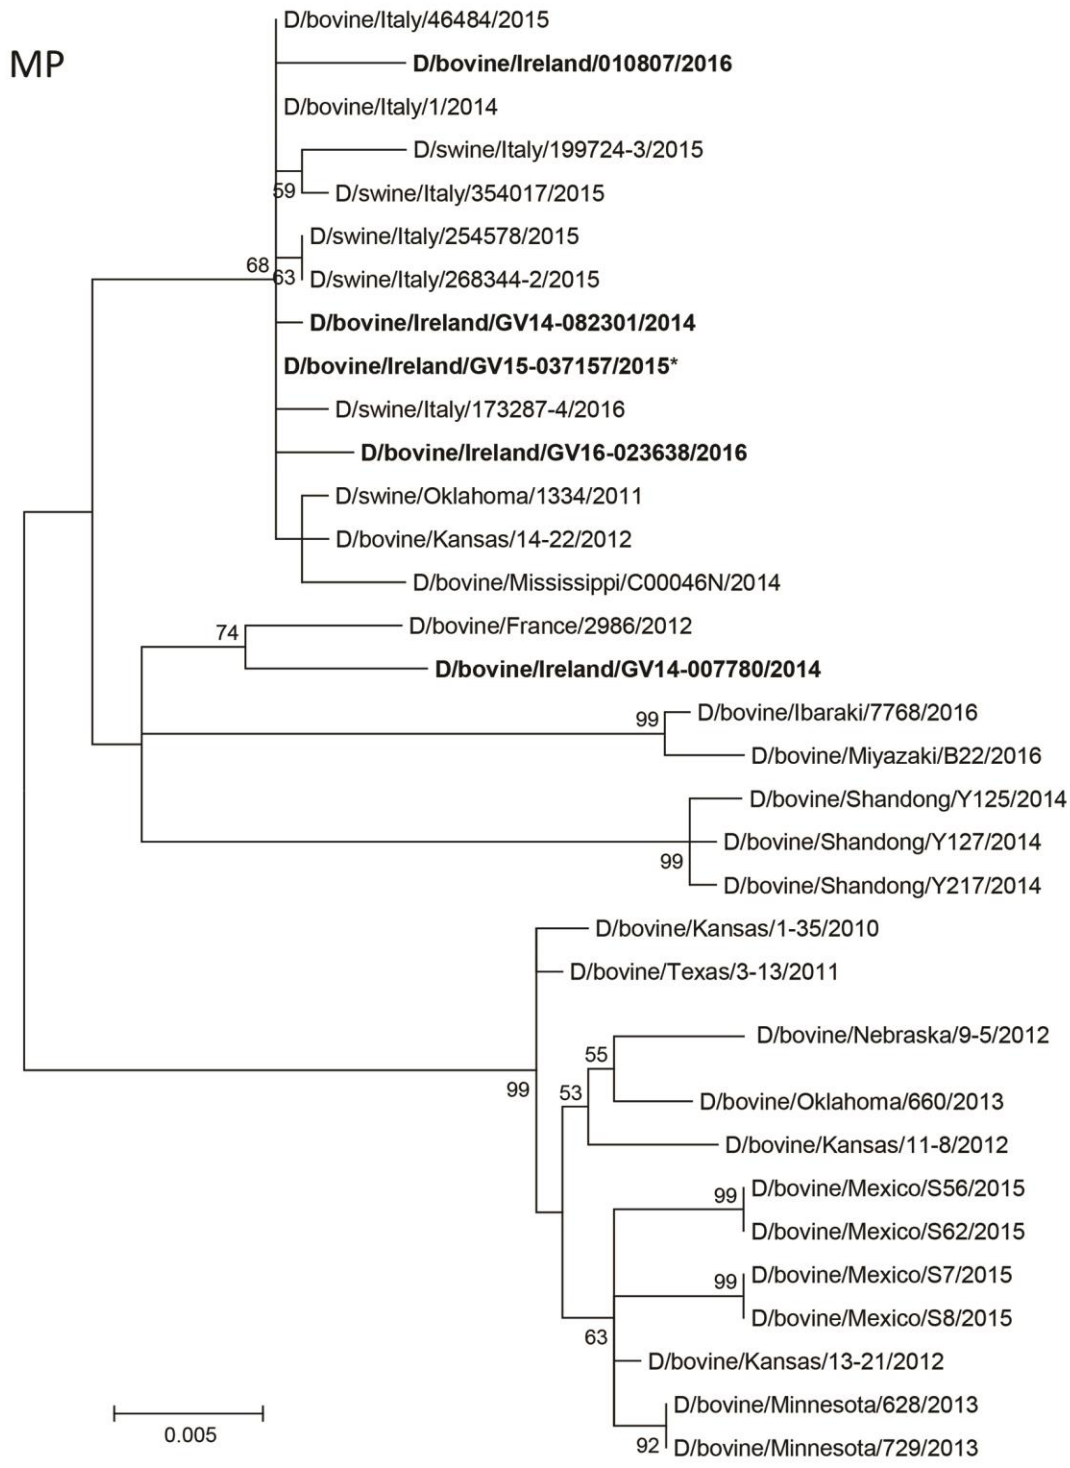 D/bovine/Italy/46484/2015
MP
D/bovine/Ireland/010807/2016
D/bovine/Italy/1/2014
D/swine/Italy/199724-3/2015
59
D/swine/Italy/354017/2015
D/swine/Italy/254578/2015
68
63
D/swine/Italy/268344-2/2015
D/bovine/Ireland/GV14-082301/2014
D/bovine/Ireland/GV15-037157/2015*
D/swine/Italy/173287-4/2016
D/bovine/Ireland/GV16-023638/2016
D/swine/Oklahoma/1334/2011
D/bovine/Kansas/14-22/2012
D/bovine/Mississippi/C00046N/2014
74
D/bovine/France/2986/2012
D/bovine/Ireland/GV14-007780/2014
99
D/bovine/Ibaraki/7768/2016
D/bovine/Miyazaki/B22/2016
D/bovine/Shandong/Y125/2014
D/bovine/Shandong/Y127/2014
99
D/bovine/Shandong/Y217/2014
D/bovine/Kansas/1-35/2010
D/bovine/Texas/3-13/2011
D/bovine/Nebraska/9-5/2012
55
99
53
D/bovine/Oklahoma/660/2013
D/bovine/Kansas/11-8/2012
99
D/bovine/Mexico/S56/2015
D/bovine/Mexico/S62/2015
99
D/bovine/Mexico/S7/2015
D/bovine/Mexico/S8/2015
63
D/bovine/Kansas/13-21/2012
D/bovine/Minnesota/628/2013
0.005
92
D/bovine/Minnesota/729/2013